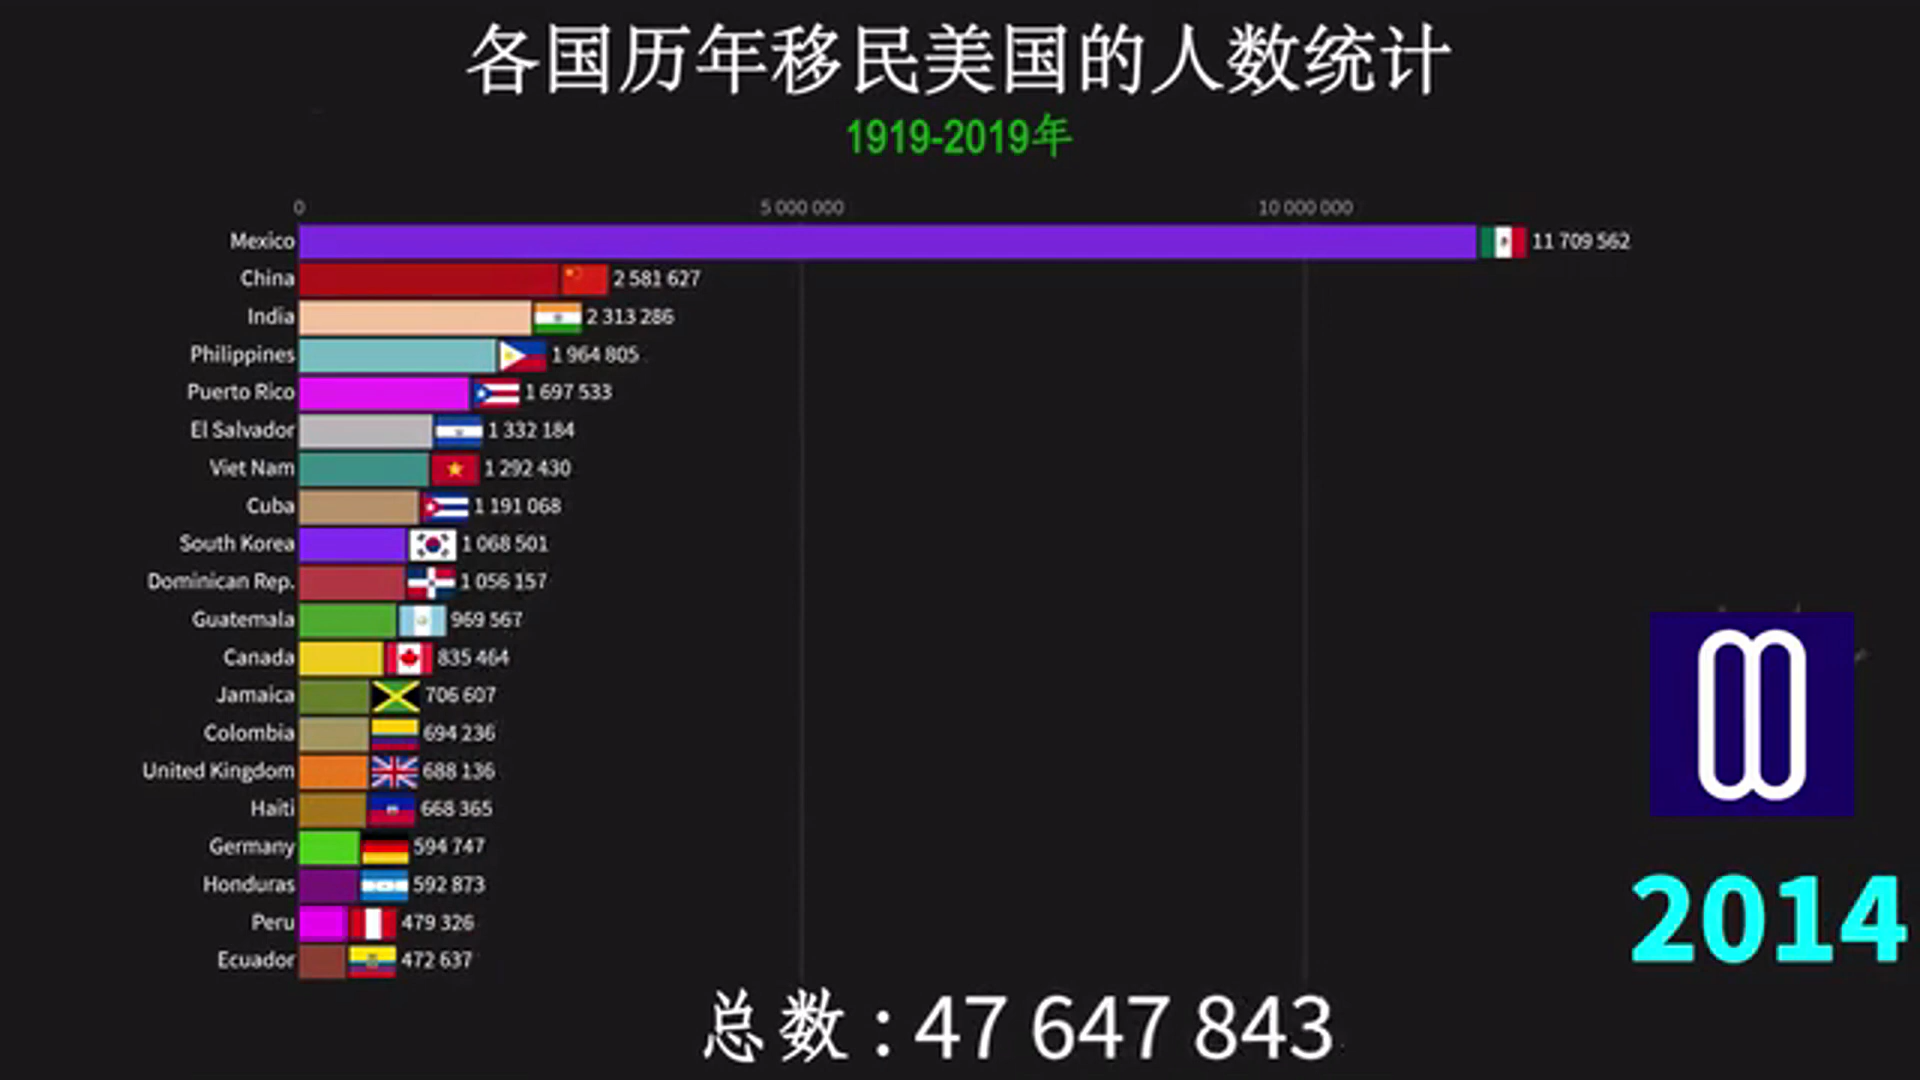 各国历年移民美国的人数统计
1919-2019年
0 5 000 000 10 000 000
Mexico 11 709 562
China 2 581 627
India 2 313 286
Philippines 1 964 805
Puerto Rico 1 697 533
El Salvador 1 332 184
Viet Nam 1 292 430
Cuba 1 191 068
South Korea 1 068 501
Dominican Rep. 1 056 157
Guatemala 969 567
Canada 835 464
Jamaica 706 607
Colombia 694 236
United Kingdom 688 136
Haiti 668 365
Germany 594 747
Honduras 592 873
Peru 479 326
Ecuador 472 637
2014
总数 : 47 647 843